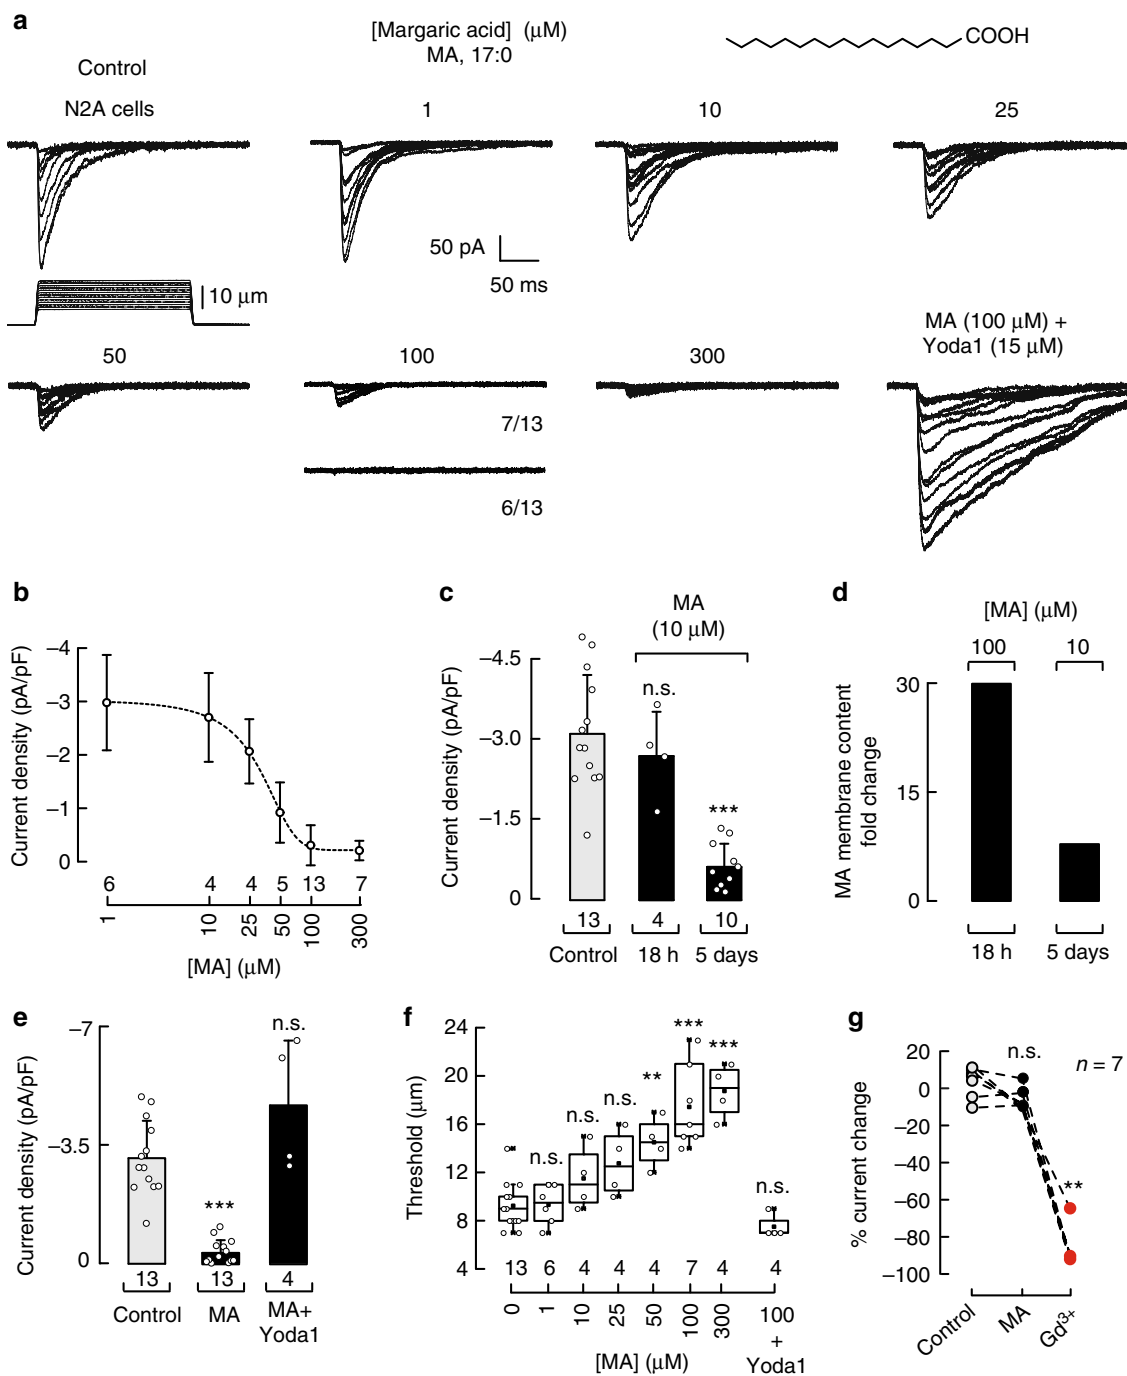 a
[Margaric acid] (μM)
MA, 17:0
COOH
Control
N2A cells
1
10
25
50 pA
50 ms
10 μm
MA (100 μM) +
Yoda1 (15 μM)
50
100
300
7/13
6/13
b
Current density (pA/pF)
–4
–3
–2
–1
0
6
4
4
5
13
7
1
10
25
50
100
300
[MA] (μM)
c
MA
(10 μM)
Current density (pA/pF)
–4.5
–3.0
–1.5
0
n.s.
***
13
4
10
Control
18 h
5 days
d
[MA] (μM)
100
10
MA membrane content
fold change
30
15
0
18 h
5 days
e
Current density (pA/pF)
–7
–3.5
0
***
n.s.
13
13
4
Control
MA
MA+
Yoda1
f
Threshold (μm)
24
20
16
12
8
4
n.s.
n.s.
n.s.
**
***
***
n.s.
13
6
4
4
4
7
4
4
0
1
10
25
50
100
300
100
+
Yoda1
[MA] (μM)
g
% current change
20
0
–20
–40
–60
–80
–100
n.s.
n = 7
**
Control
MA
Gd3+